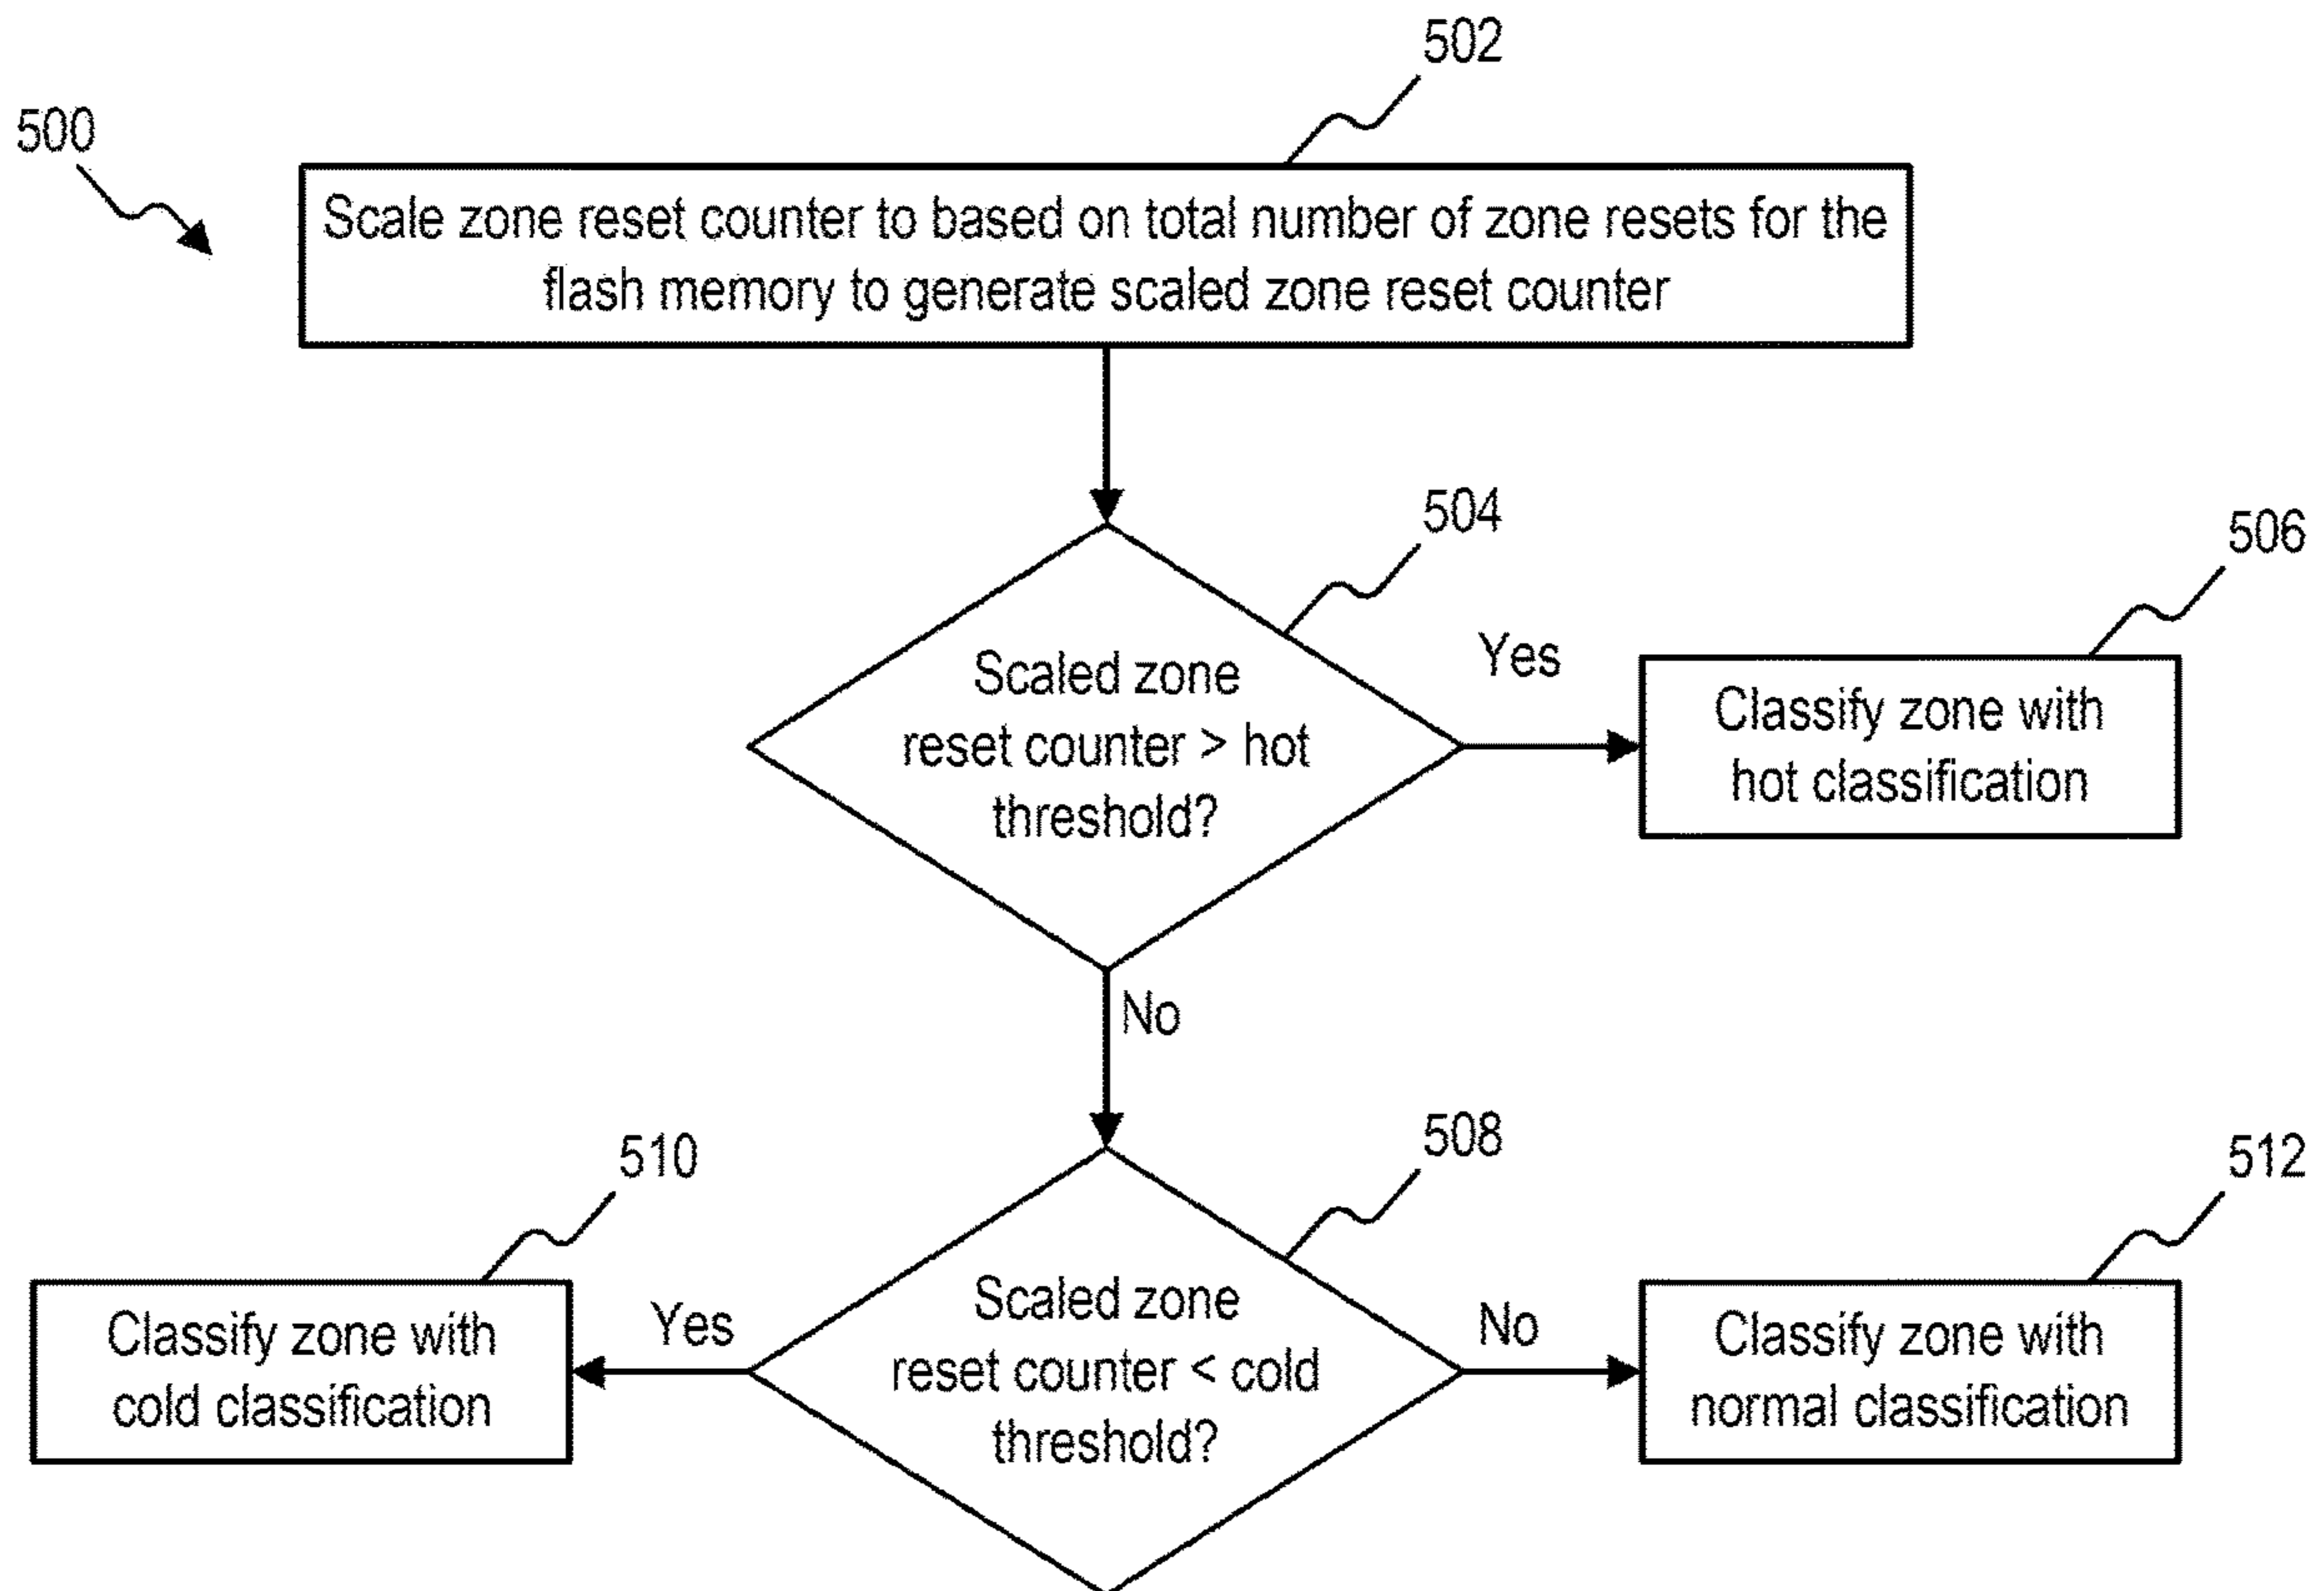 502
500
Scale zone reset counter to based on total number of zone resets for the
flash memory to generate scaled zone reset counter
504
506
Scaled zone
reset counter > hot
threshold?
Yes
Classify zone with
hot classification
No
508
510
512
Scaled zone
reset counter < cold
threshold?
Yes
Classify zone with
cold classification
No
Classify zone with
normal classification